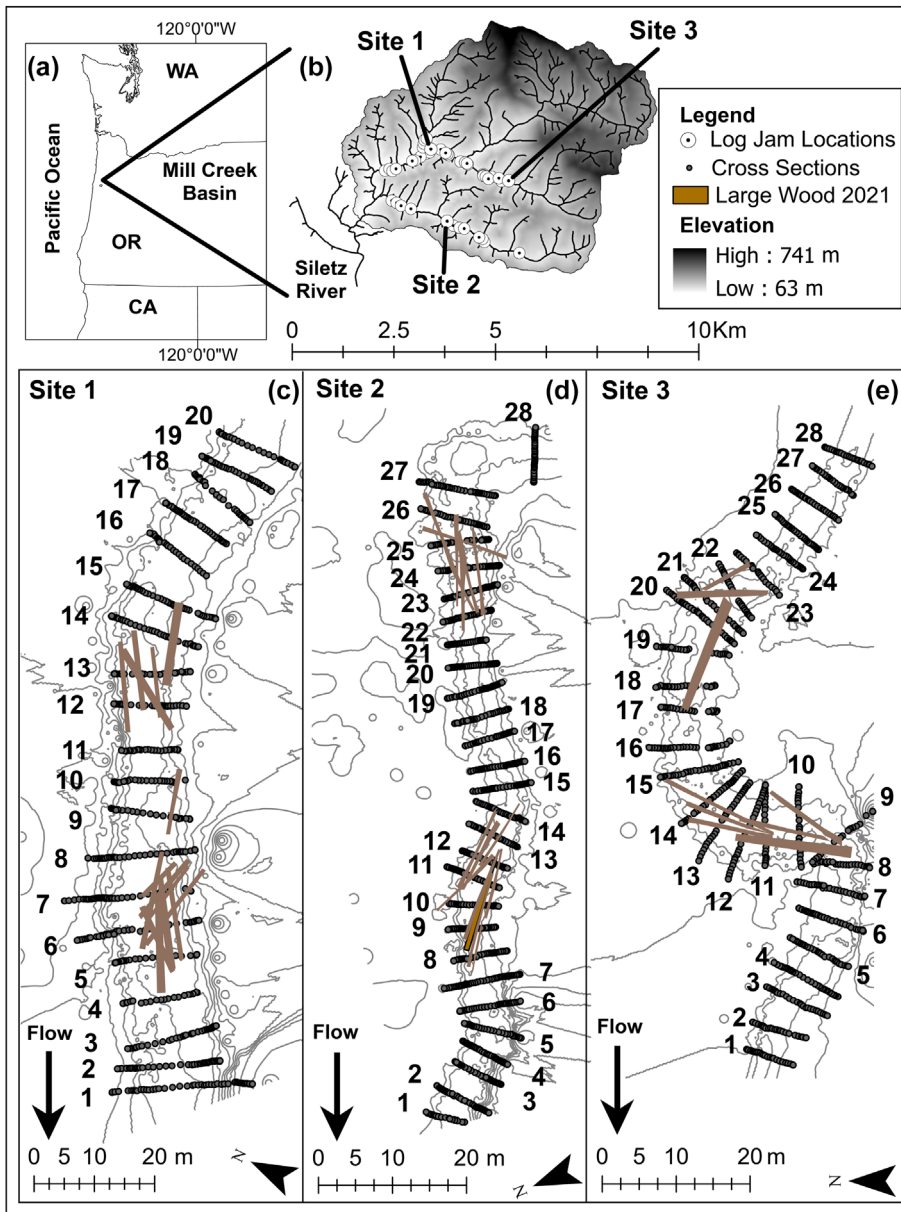 120°0'0"W
(a)
WA
Pacific Ocean
Mill Creek
Basin
OR
CA
120°0'0"W
(b)
Site 1
Site 3
Siletz
River
Site 2
Legend
Log Jam Locations
Cross Sections
Large Wood 2021
Elevation
High : 741 m
Low : 63 m
0 2.5 5 10Km
Site 1 (c)
20
19
18
17
16
15
14
13
12
11
10
9
8
7
6
5
4
3
2
1
Flow
0 5 10 20 m
N
Site 2 (d)
28
27
26
25
24
23
22
21
20
19
18
17
16
15
14
13
12
11
10
9
8
7
6
5
4
3
2
1
Flow
0 5 10 20 m
N
Site 3 (e)
28
27
26
25
24
23
22
21
20
19
18
17
16
15
14
13
12
11
10
9
8
7
6
5
4
3
2
1
Flow
0 5 10 20 m
N